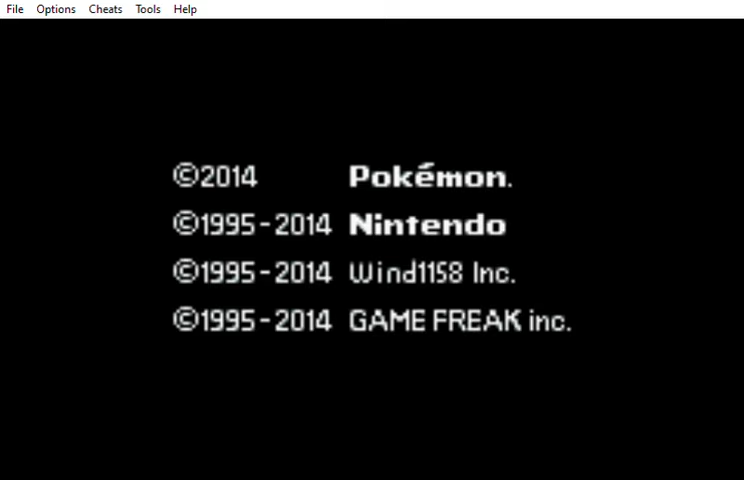 File Options Cheats Tools Help
©2014 Pokémon.
©1995-2014 Nintendo
©1995-2014 Wind1158 Inc.
©1995-2014 GAME FREAK inc.